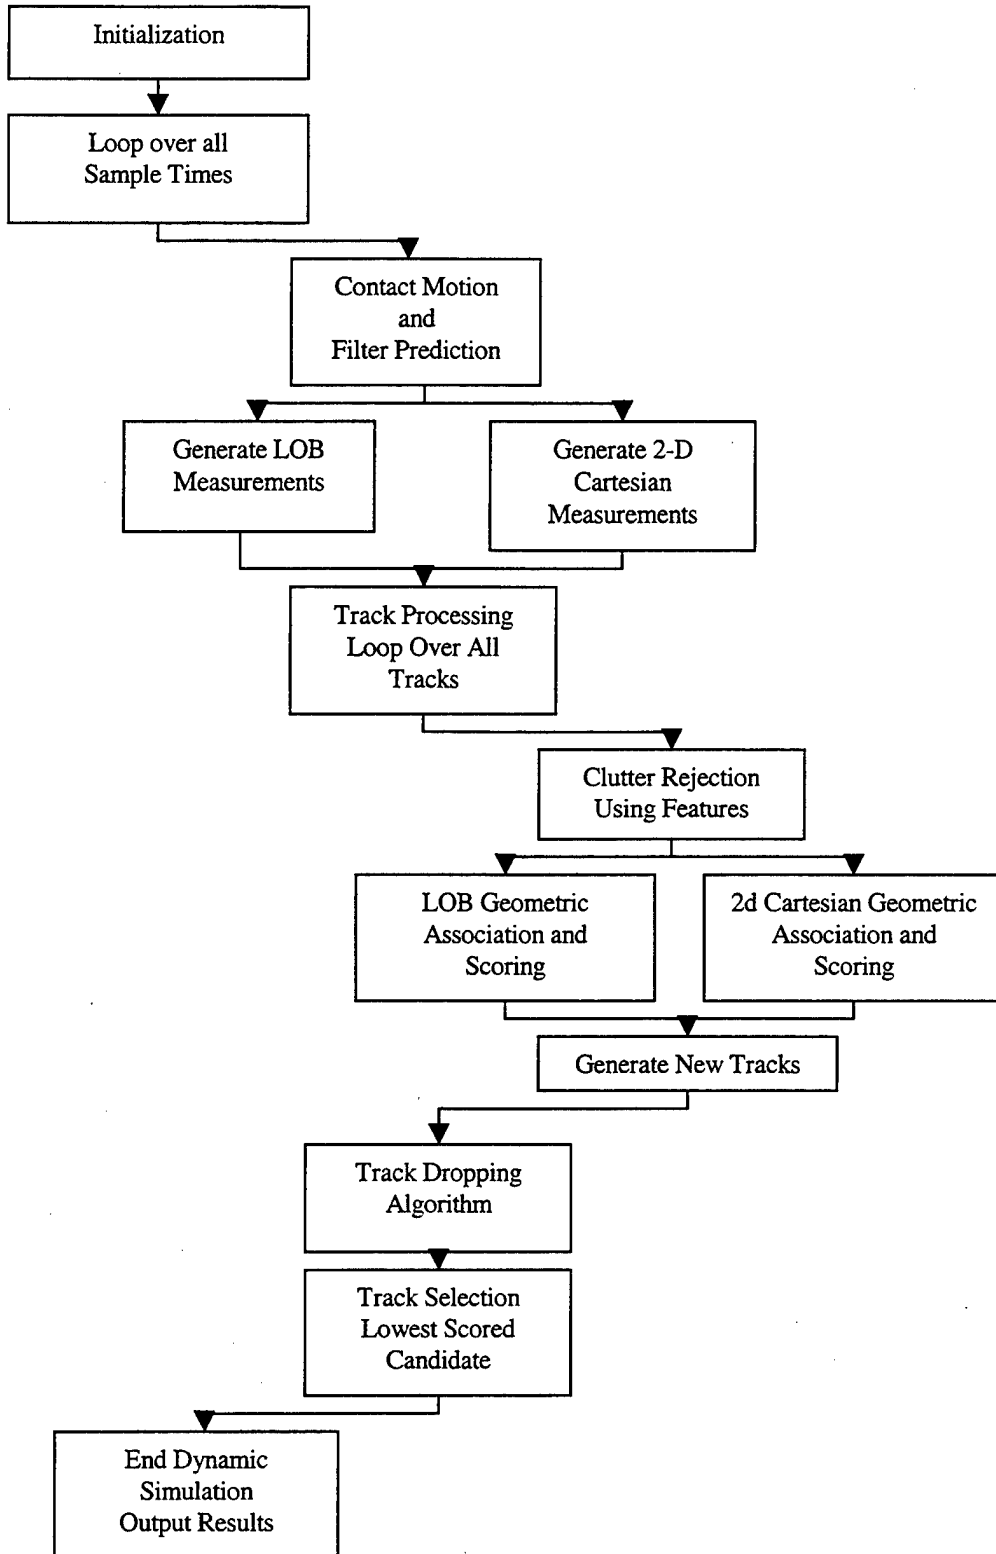 Initialization
Loop over all
Sample Times
Contact Motion
and
Filter Prediction
Generate LOB
Measurements
Generate 2-D
Cartesian
Measurements
Track Processing
Loop Over All
Tracks
Clutter Rejection
Using Features
LOB Geometric
Association and
Scoring
2d Cartesian Geometric
Association and
Scoring
Generate New Tracks
Track Dropping
Algorithm
Track Selection
Lowest Scored
Candidate
End Dynamic
Simulation
Output Results